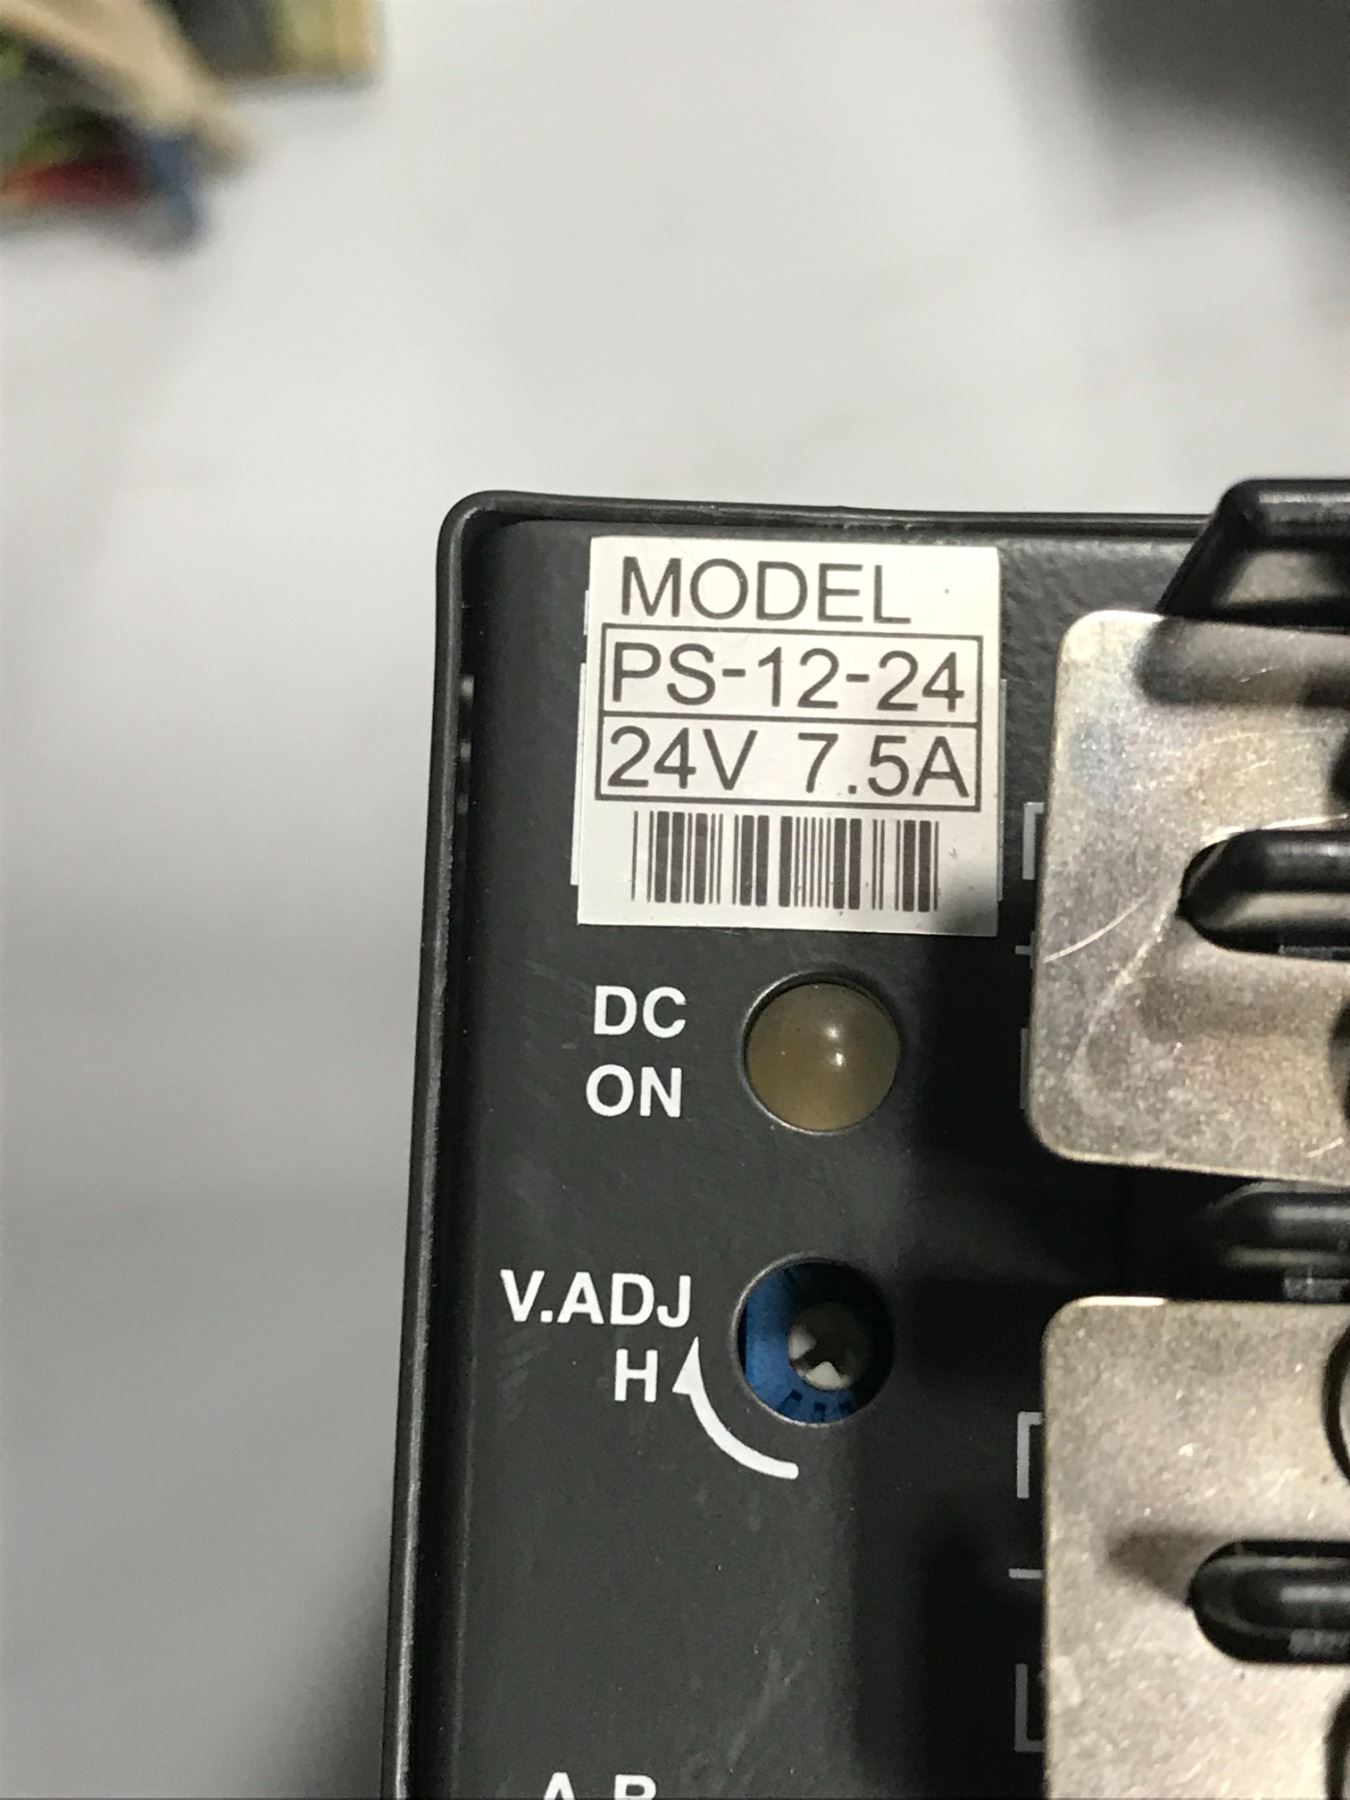 MODEL
PS-12-24
24V 7.5A
DC
ON
V.ADJ
H
A B